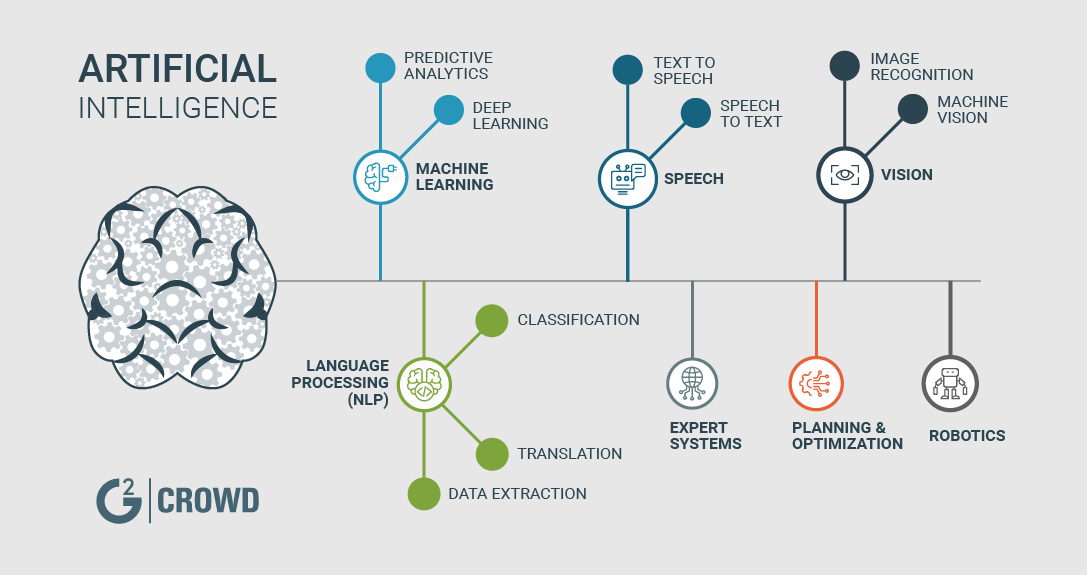 ARTIFICIAL
INTELLIGENCE
PREDICTIVE
ANALYTICS
DEEP
LEARNING
MACHINE
LEARNING
TEXT TO
SPEECH
SPEECH
TO TEXT
SPEECH
IMAGE
RECOGNITION
MACHINE
VISION
VISION
CLASSIFICATION
LANGUAGE
PROCESSING
(NLP)
TRANSLATION
DATA EXTRACTION
EXPERT
SYSTEMS
PLANNING &
OPTIMIZATION
ROBOTICS
G2 | CROWD